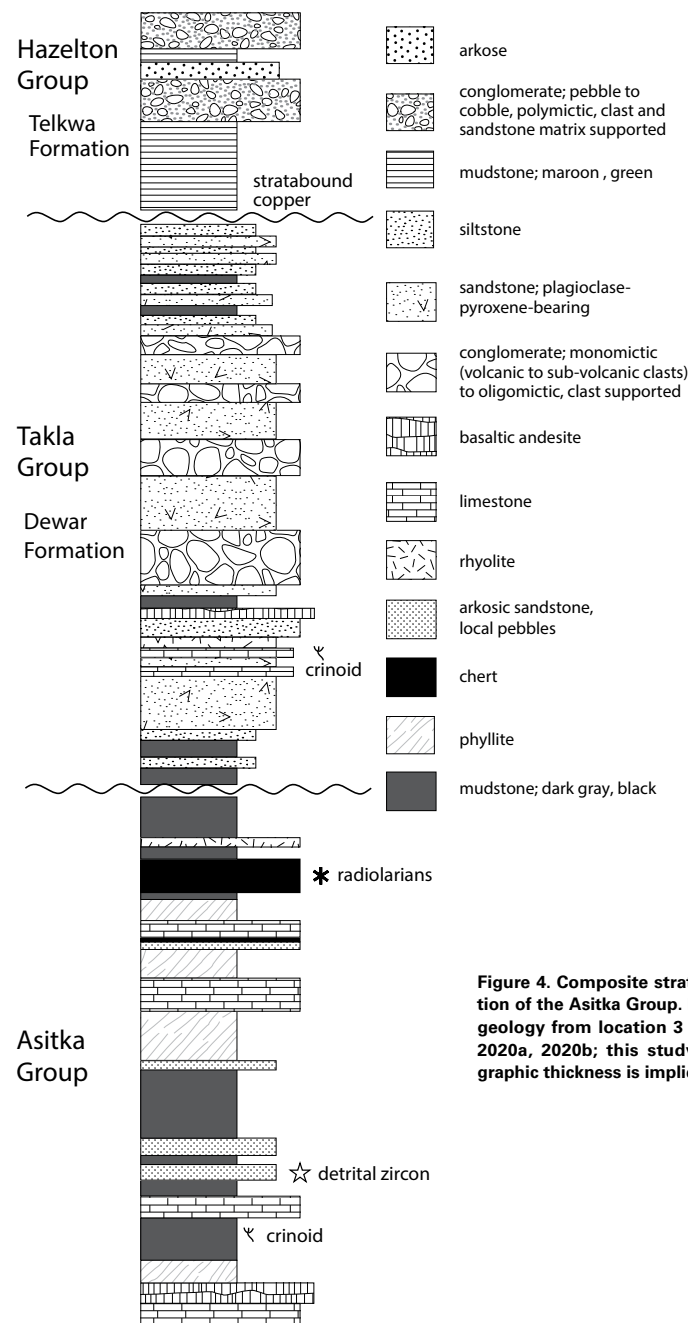 Hazelton
Group
Telkwa
Formation
stratabound
copper
Takla
Group
Dewar
Formation
crinoid
radiolarians
Asitka
Group
detrital zircon
crinoid
arkose
conglomerate; pebble to
cobble, polymictic, clast and
sandstone matrix supported
mudstone; maroon , green
siltstone
sandstone; plagioclase-
pyroxene-bearing
conglomerate; monomictic
(volcanic to sub-volcanic clasts)
to oligomictic, clast supported
basaltic andesite
limestone
rhyolite
arkosic sandstone,
local pebbles
chert
phyllite
mudstone; dark gray, black
Figure 4. Composite strat
tion of the Asitka Group.
geology from location 3
2020a, 2020b; this study
graphic thickness is implic